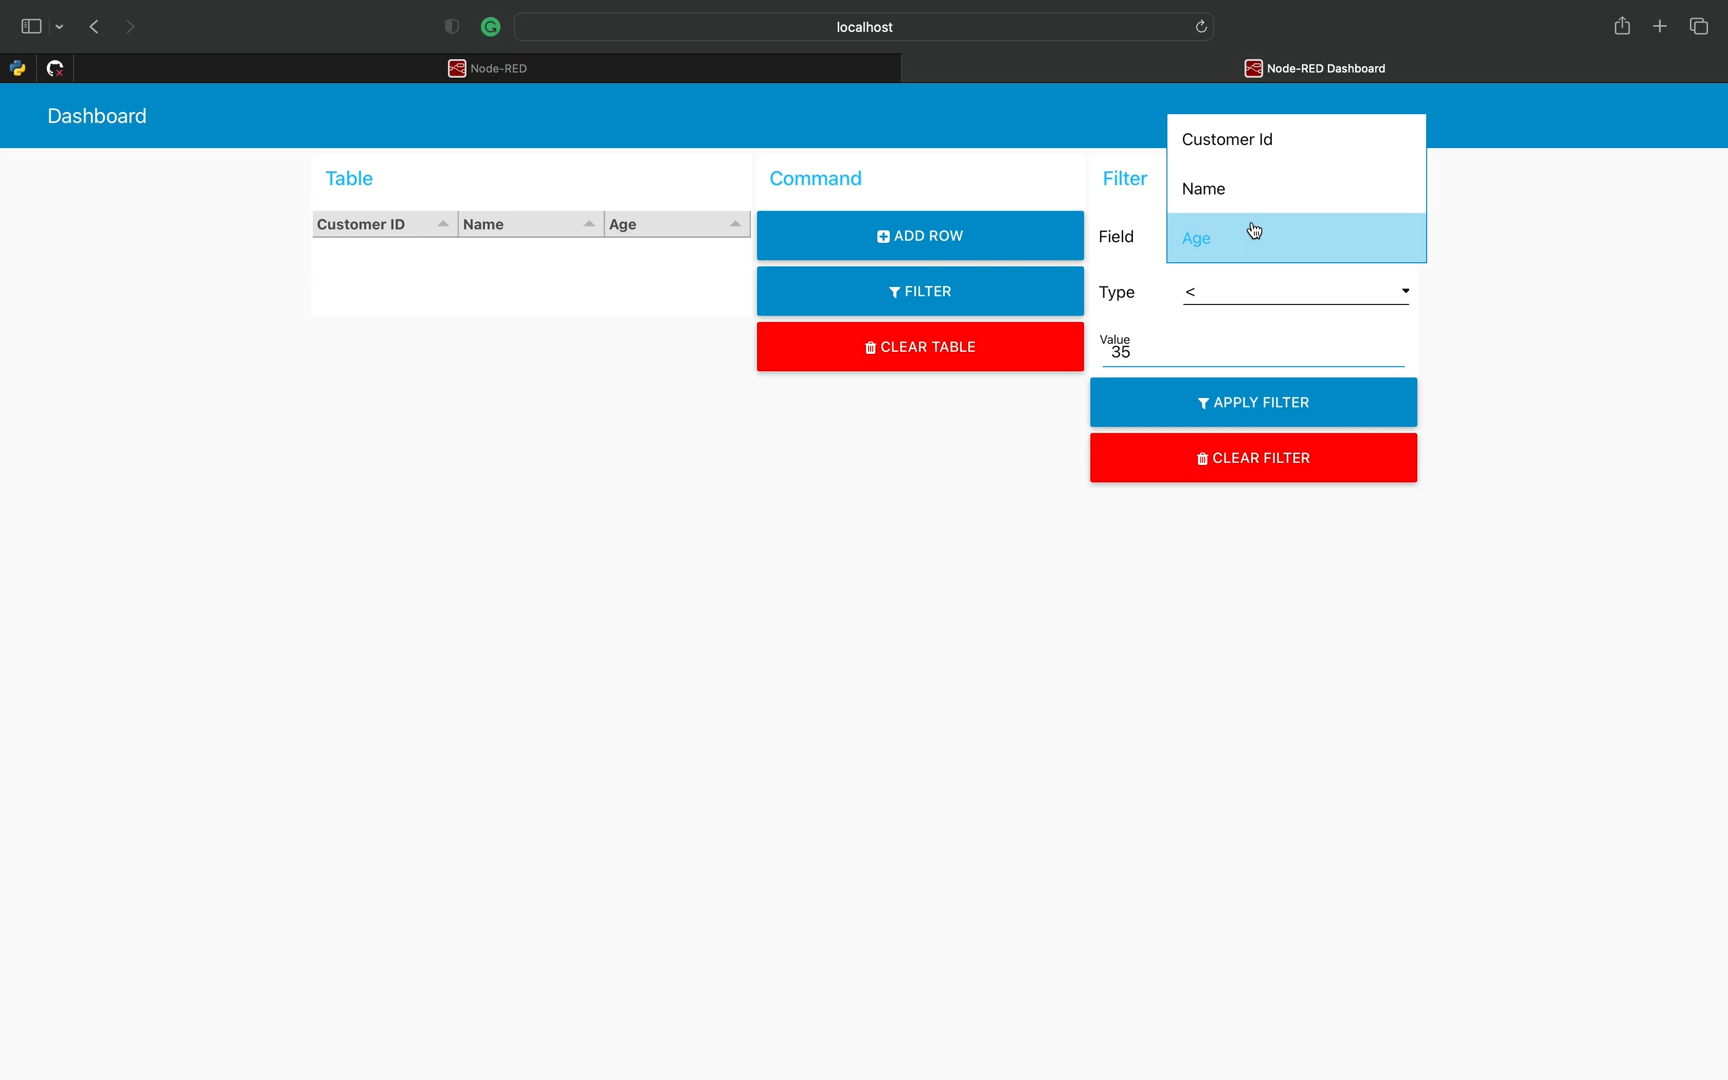 localhost
Node-RED
Node-RED Dashboard
Dashboard
Table
Command
Filter
Customer Id
Name
Age
Customer ID
Name
Age
ADD ROW
FILTER
CLEAR TABLE
Field
Type
<
Value
35
APPLY FILTER
CLEAR FILTER